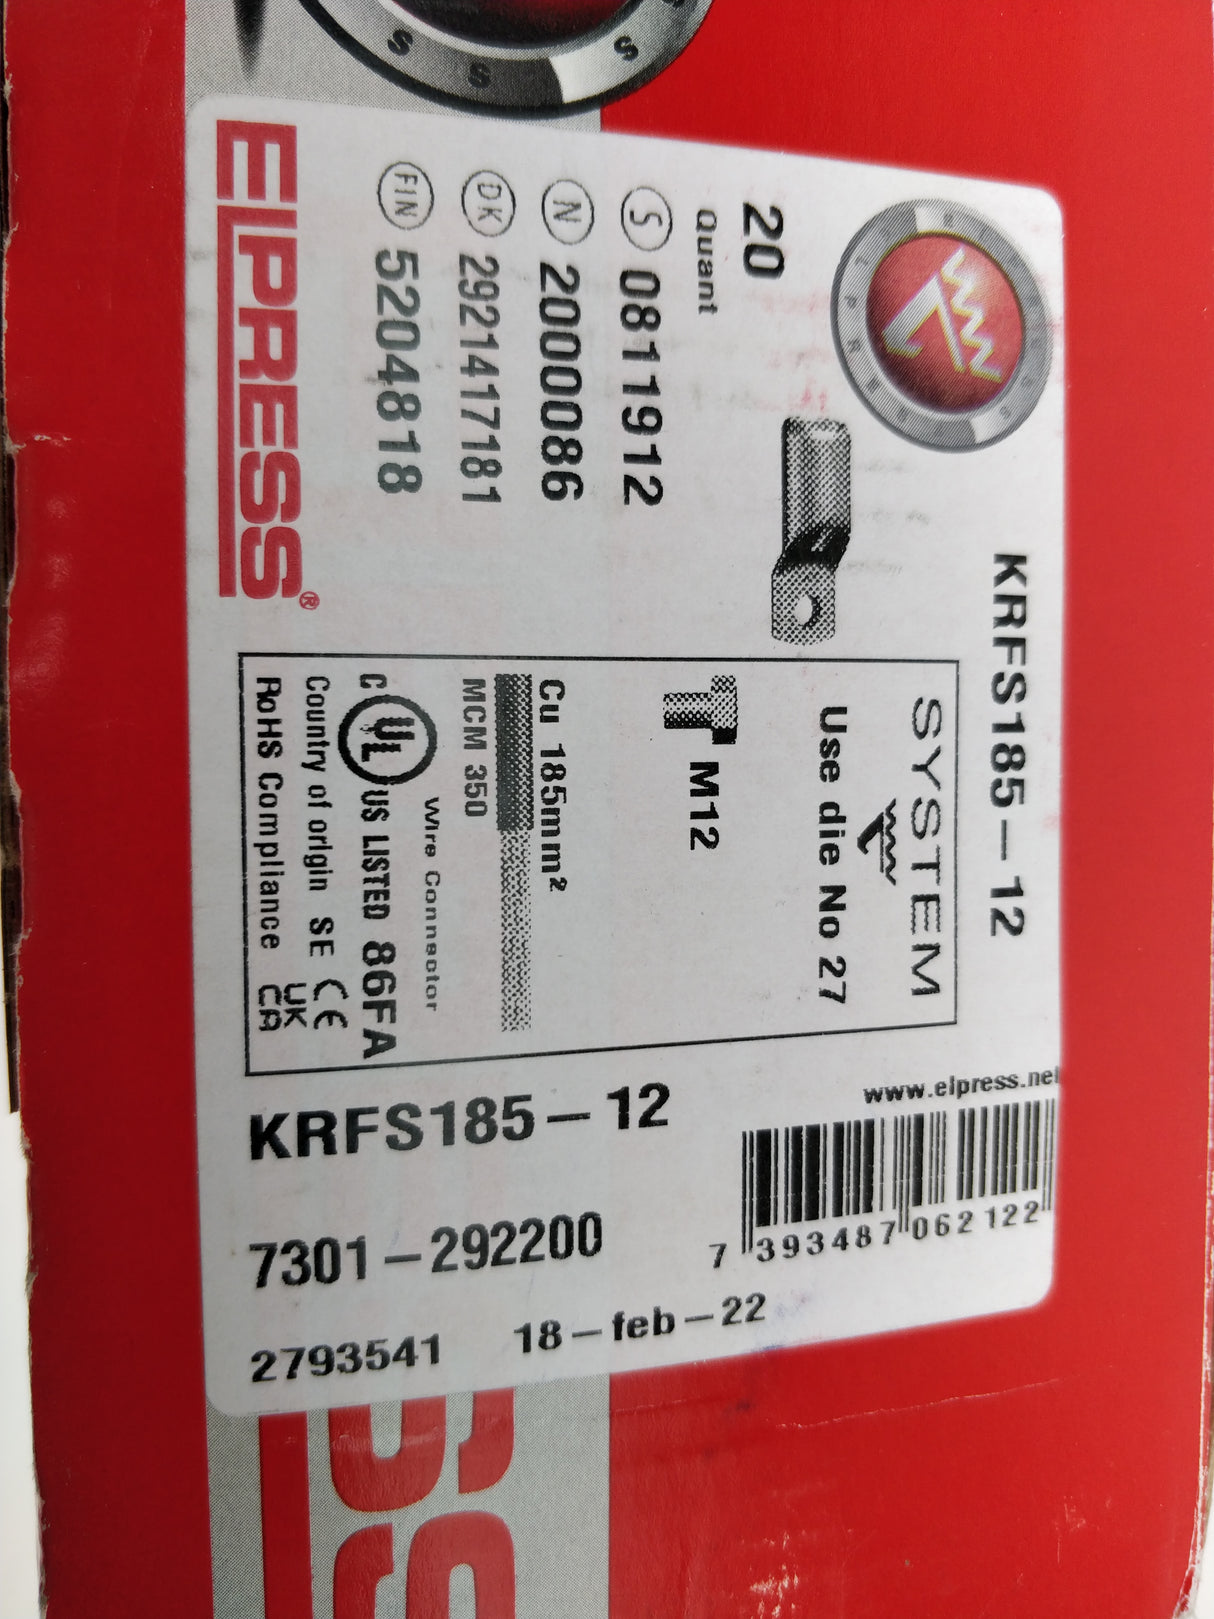 KRFS185-12
20
Quant
S 0811912
N 2000086
DK 2921417181
FIN 5204818
ELPRESS®
SYSTEM
Use die No 27
M12
Cu 185mm²
MCM 350
Wire Connector
C UL US LISTED 86FA
Country of origin SE CE
RoHS Compliance UK CA
www.elpress.net
7 393487 062122
KRFS185-12
7301-292200
2793541 18-feb-22